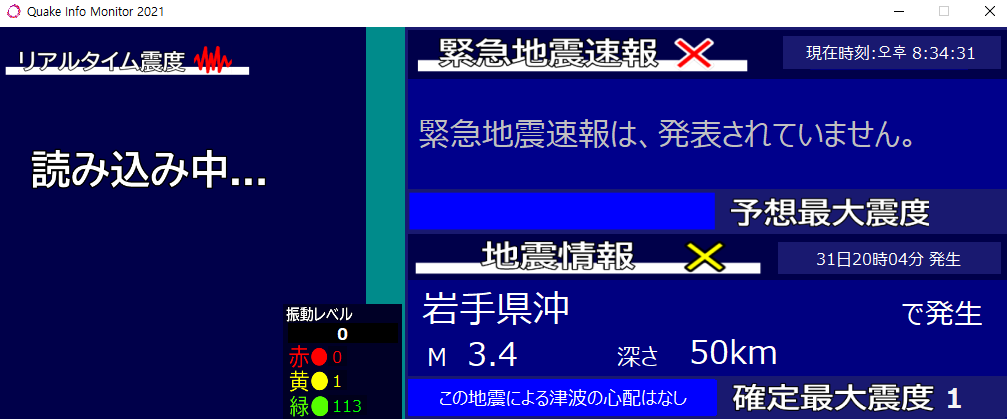 Quake Info Monitor 2021
リアルタイム震度
読み込み中...
振動レベル
0
赤 0
黄 1
緑 113
緊急地震速報
現在時刻:오후 8:34:31
緊急地震速報は、発表されていません。
予想最大震度
地震情報
31日20時04分 発生
岩手県沖
で発生
M 3.4 深さ 50km
この地震による津波の心配はなし
確定最大震度 1